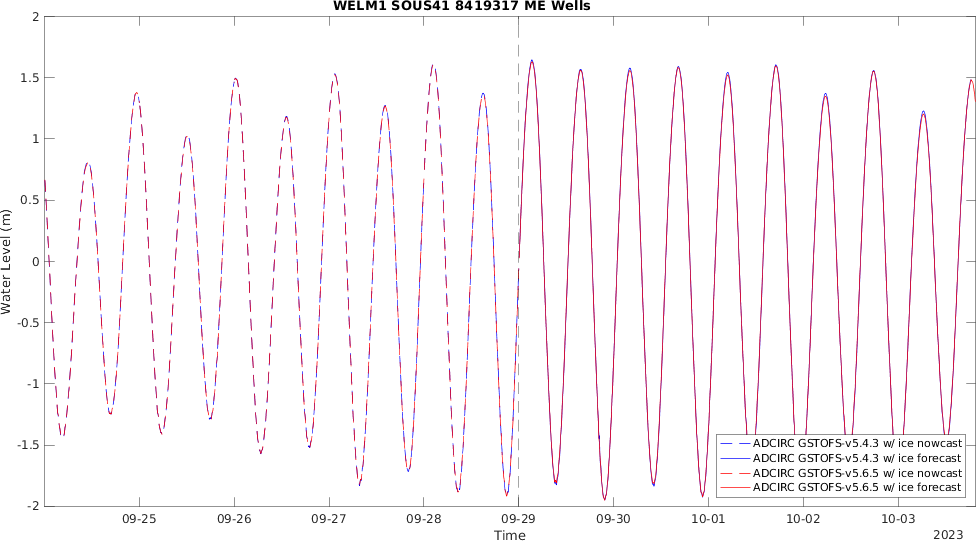 WELM1 SOUS41 8419317 ME Wells
2
1.5
1
0.5
0
-0.5
-1
-1.5
-2
Water Level (m)
ADCIRC GSTOFS-v5.4.3 w/ ice nowcast
ADCIRC GSTOFS-v5.4.3 w/ ice forecast
ADCIRC GSTOFS-v5.6.5 w/ ice nowcast
ADCIRC GSTOFS-v5.6.5 w/ ice forecast
09-25 09-26 09-27 09-28 09-29 09-30 10-01 10-02 10-03
Time
2023